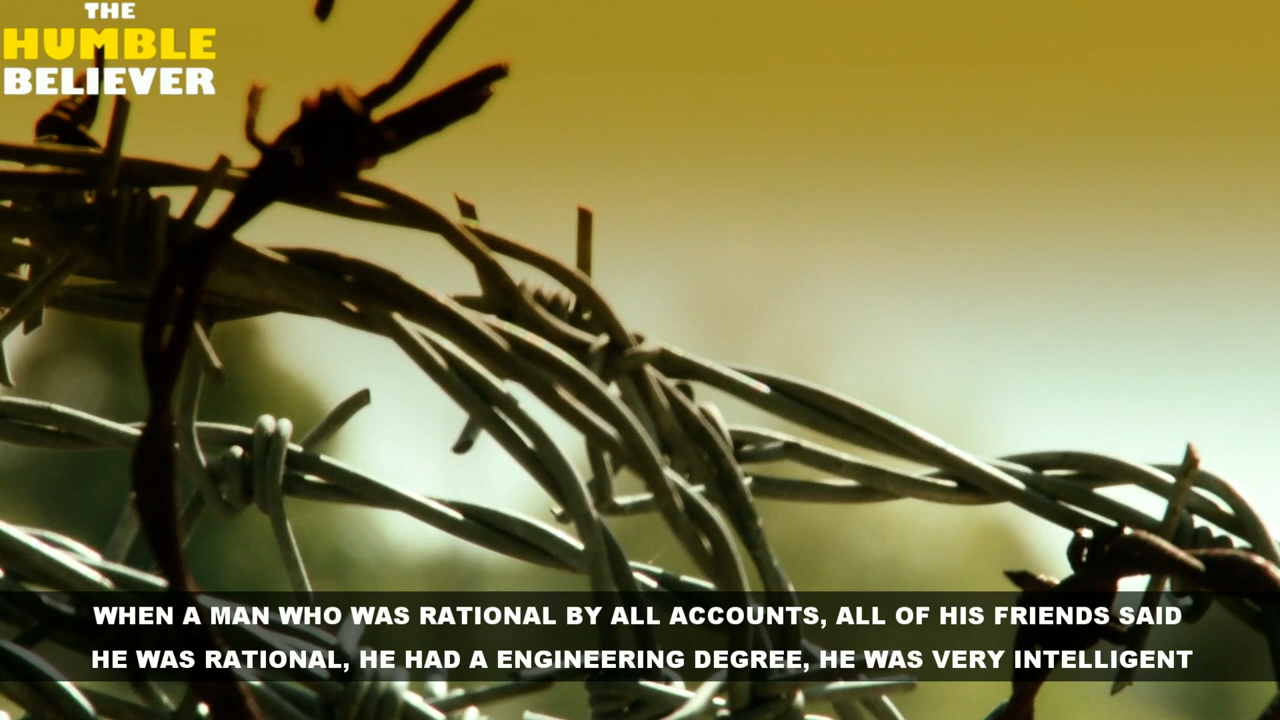 THE
HUMBLE
BELIEVER
WHEN A MAN WHO WAS RATIONAL BY ALL ACCOUNTS, ALL OF HIS FRIENDS SAID
HE WAS RATIONAL, HE HAD A ENGINEERING DEGREE, HE WAS VERY INTELLIGENT